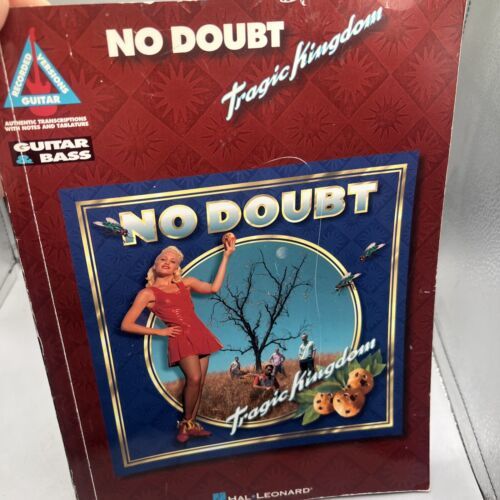 NO DOUBT
Tragic Kingdom
RECORDED
VERSIONS
GUITAR
AUTHENTIC TRANSCRIPTIONS
WITH NOTES AND TABLATURE
GUITAR
& BASS
NO DOUBT
Tragic Kingdom
HAL•LEONARD